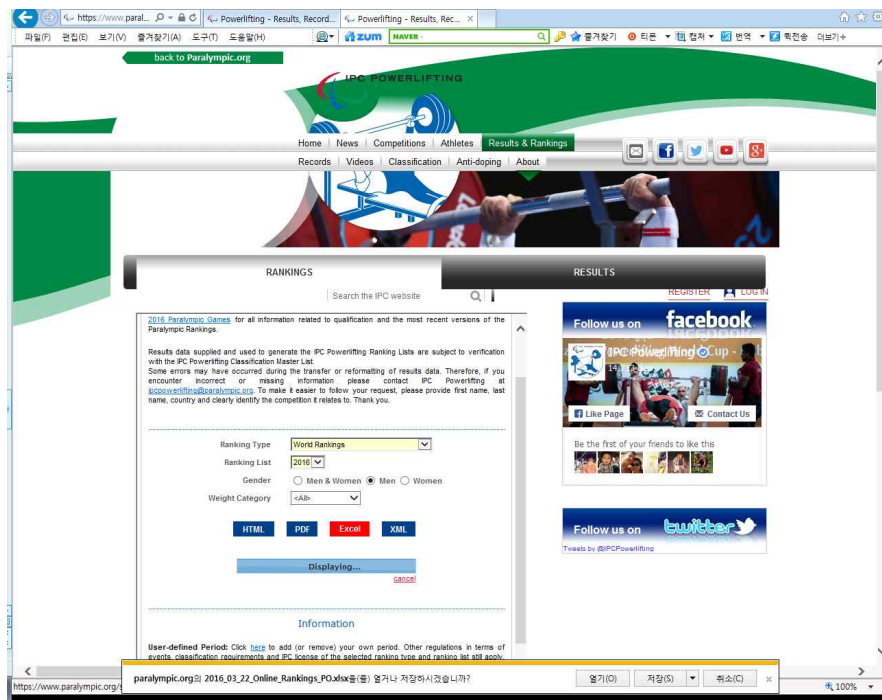 https://www.paral...
Powerlifting - Results, Record...
Powerlifting - Results, Rec...
파일(F) 편집(E) 보기(V) 즐겨찾기(A) 도구(T) 도움말(H)
zum NAVER
즐겨찾기 티몬 캡처 번역 퀵전송 더보기+
back to Paralympic.org
IPC POWERLIFTING
Home News Competitions Athletes Results & Rankings
Records Videos Classification Anti-doping About
RANKINGS RESULTS
Search the IPC website
REGISTER LOG IN
2016 Paralympic Games for all information related to qualification and the most recent versions of the
Paralympic Rankings.
Results data supplied and used to generate the IPC Powerlifting Ranking Lists are subject to verification
with the IPC Powerlifting Classification Master List.
Some errors may have occurred during the transfer or reformatting of results data. Therefore, if you
encounter incorrect or missing information please contact IPC Powerlifting at
ipcpowerlifting@paralympic.org. To make it easier to follow your request, please provide first name, last
name, country and clearly identify the competition it relates to. Thank you.
Ranking Type World Rankings
Ranking List 2016
Gender Men & Women Men Women
Weight Category <All>
HTML PDF Excel XML
Displaying...
cancel
Information
User-defined Period: Click here to add (or remove) your own period. Other regulations in terms of
events, classification requirements and IPC license of the selected ranking type and ranking list still apply.
Follow us on facebook
IPC Powerlifting
Like Page Contact Us
Be the first of your friends to like this
Follow us on twitter
Tweets by @IPCPowerlifting
paralympic.org의 2016_03_22_Online_Rankings_PO.xlsx을(를) 열거나 저장하시겠습니까?
열기(O) 저장(S) 취소(C)
https://www.paralympic.org/s
100%